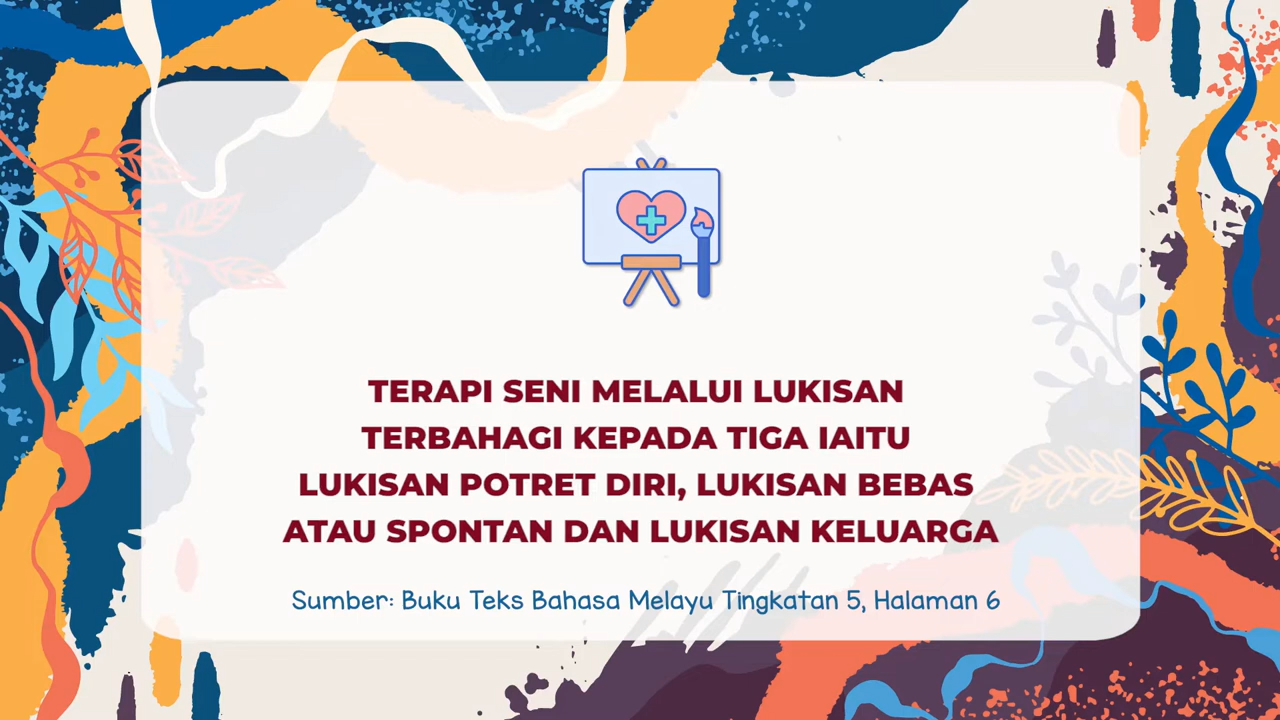 TERAPI SENI MELALUI LUKISAN
TERBAHAGI KEPADA TIGA IAITU
LUKISAN POTRET DIRI, LUKISAN BEBAS
ATAU SPONTAN DAN LUKISAN KELUARGA
Sumber: Buku Teks Bahasa Melayu Tingkatan 5, Halaman 6